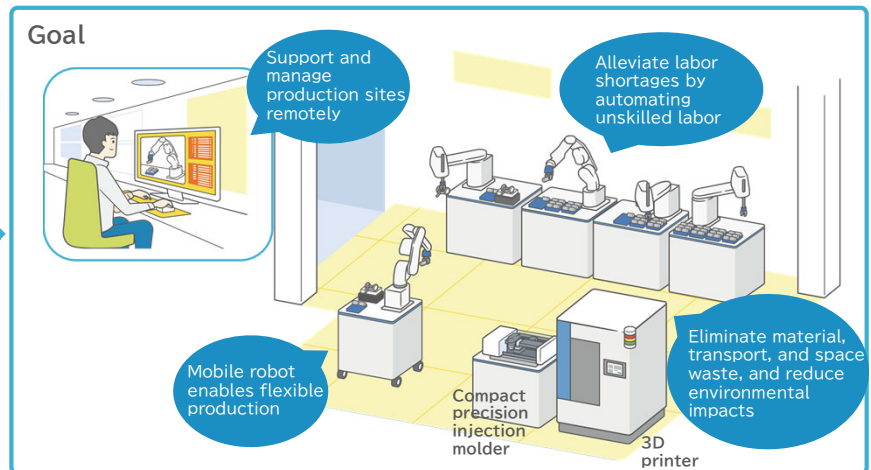 Goal
Support and
manage
production sites
remotely
Alleviate labor
shortages by
automating
unskilled labor
Mobile robot
enables flexible
production
Compact
precision
injection
molder
3D
printer
Eliminate material,
transport, and space
waste, and reduce
environmental
impacts